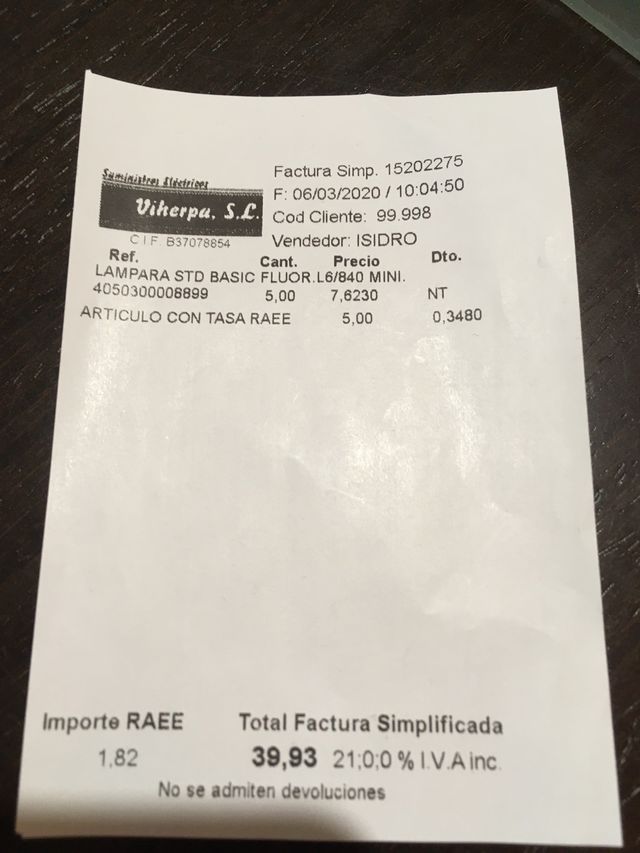 Suministros Eléctricos
Viherpa, S.L.
C I F. B37078854
Factura Simp. 15202275
F: 06/03/2020 / 10:04:50
Cod Cliente: 99.998
Vendedor: ISIDRO
Ref. Cant. Precio Dto.
LAMPARA STD BASIC FLUOR.L6/840 MINI.
4050300008899 5,00 7,6230 NT
ARTICULO CON TASA RAEE 5,00 0,3480
Importe RAEE Total Factura Simplificada
1,82 39,93 21;0;0 % I.V.A inc.
No se admiten devoluciones